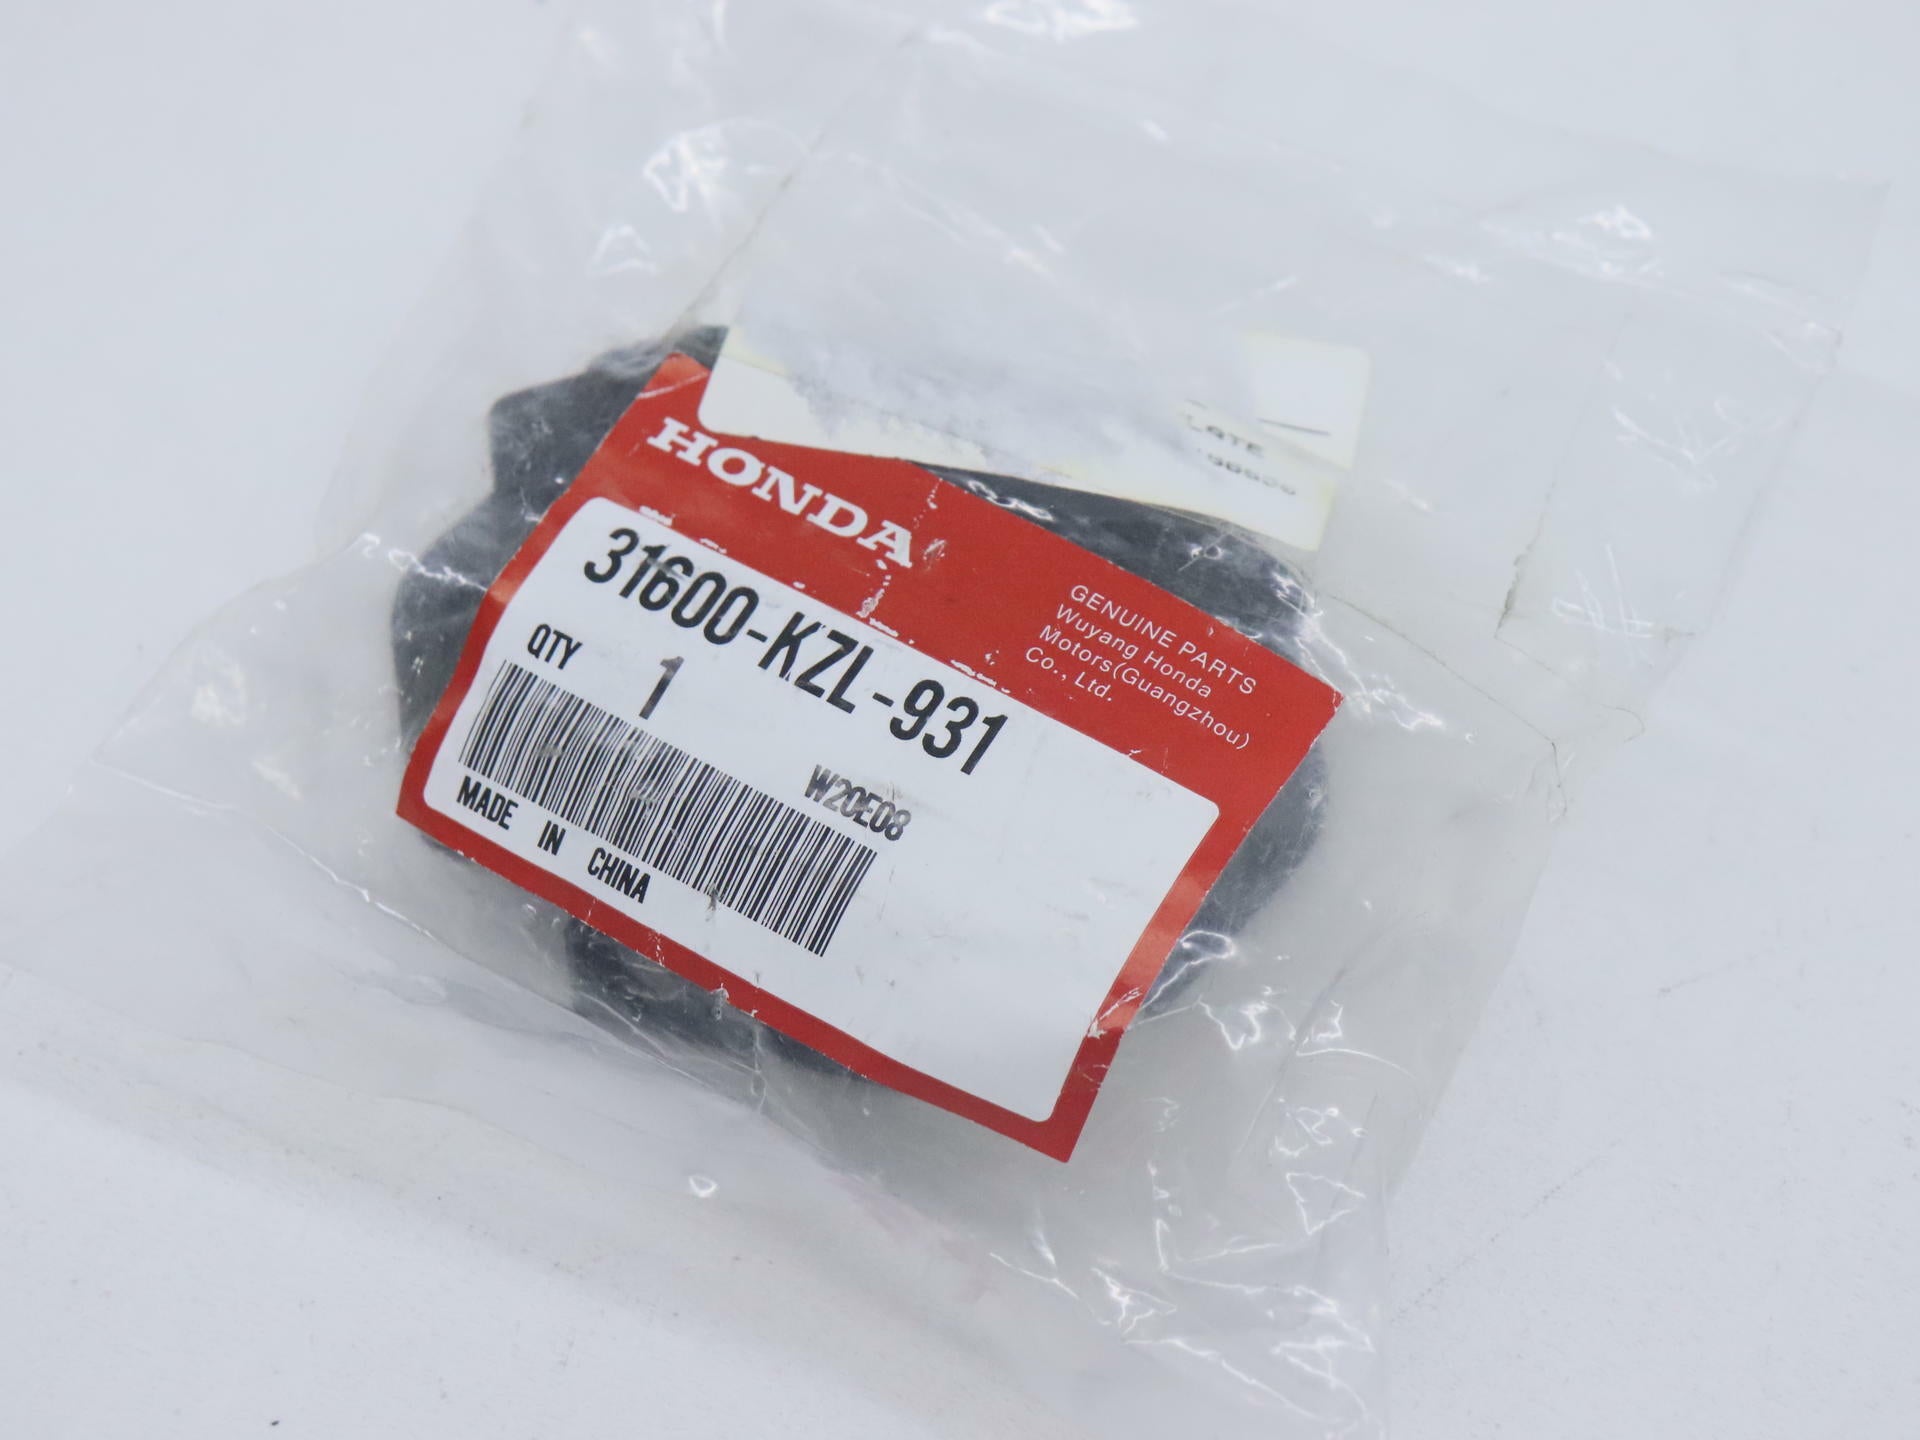 HONDA
GENUINE PARTS
Wuyang Honda
Motors(Guangzhou)
Co., Ltd.
31600-KZL-931
QTY 1
W20E08
MADE IN CHINA